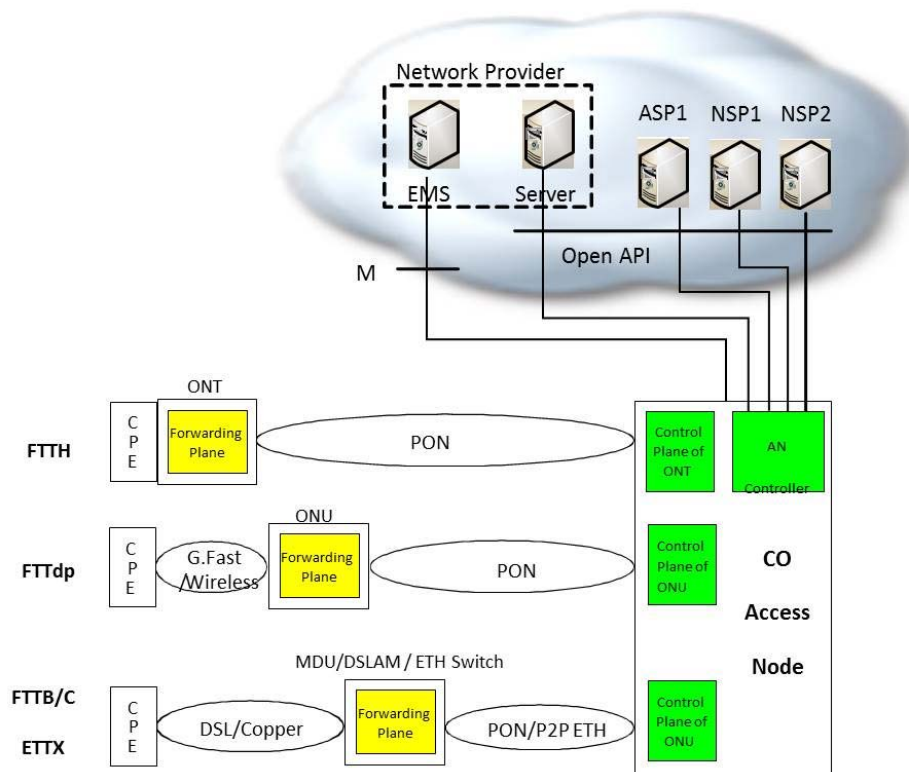 Network Provider
ASP1
NSP1
NSP2
EMS
Server
Open API
M
ONT
FTTH
C
P
E
Forwarding
Plane
PON
Control
Plane of
ONT
AN
Controller
ONU
FTTdp
C
P
E
G.Fast
/Wireless
Forwarding
Plane
PON
Control
Plane of
ONU
CO
Access
Node
MDU/DSLAM / ETH Switch
FTTB/C
ETTX
C
P
E
DSL/Copper
Forwarding
Plane
PON/P2P ETH
Control
Plane of
ONU